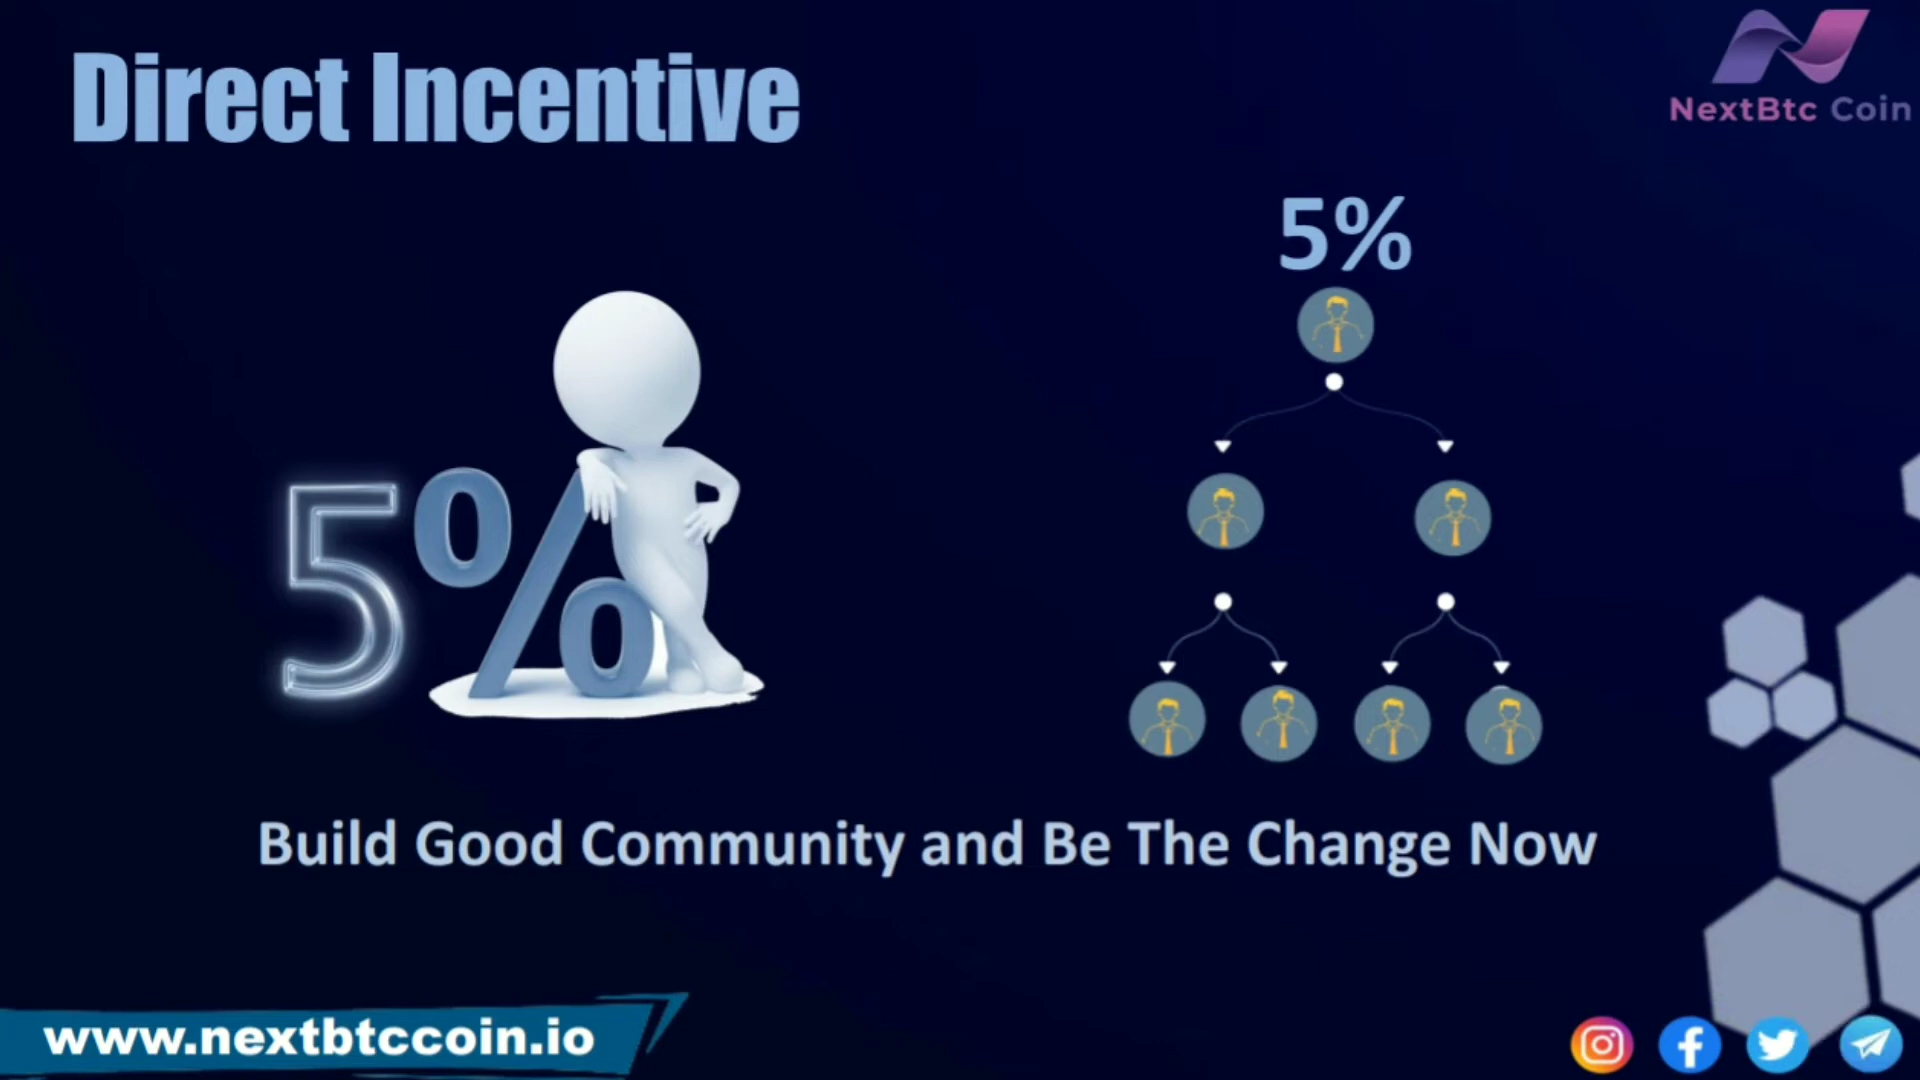 Direct Incentive
NextBtc Coin
5%
5%
Build Good Community and Be The Change Now
www.nextbtccoin.io